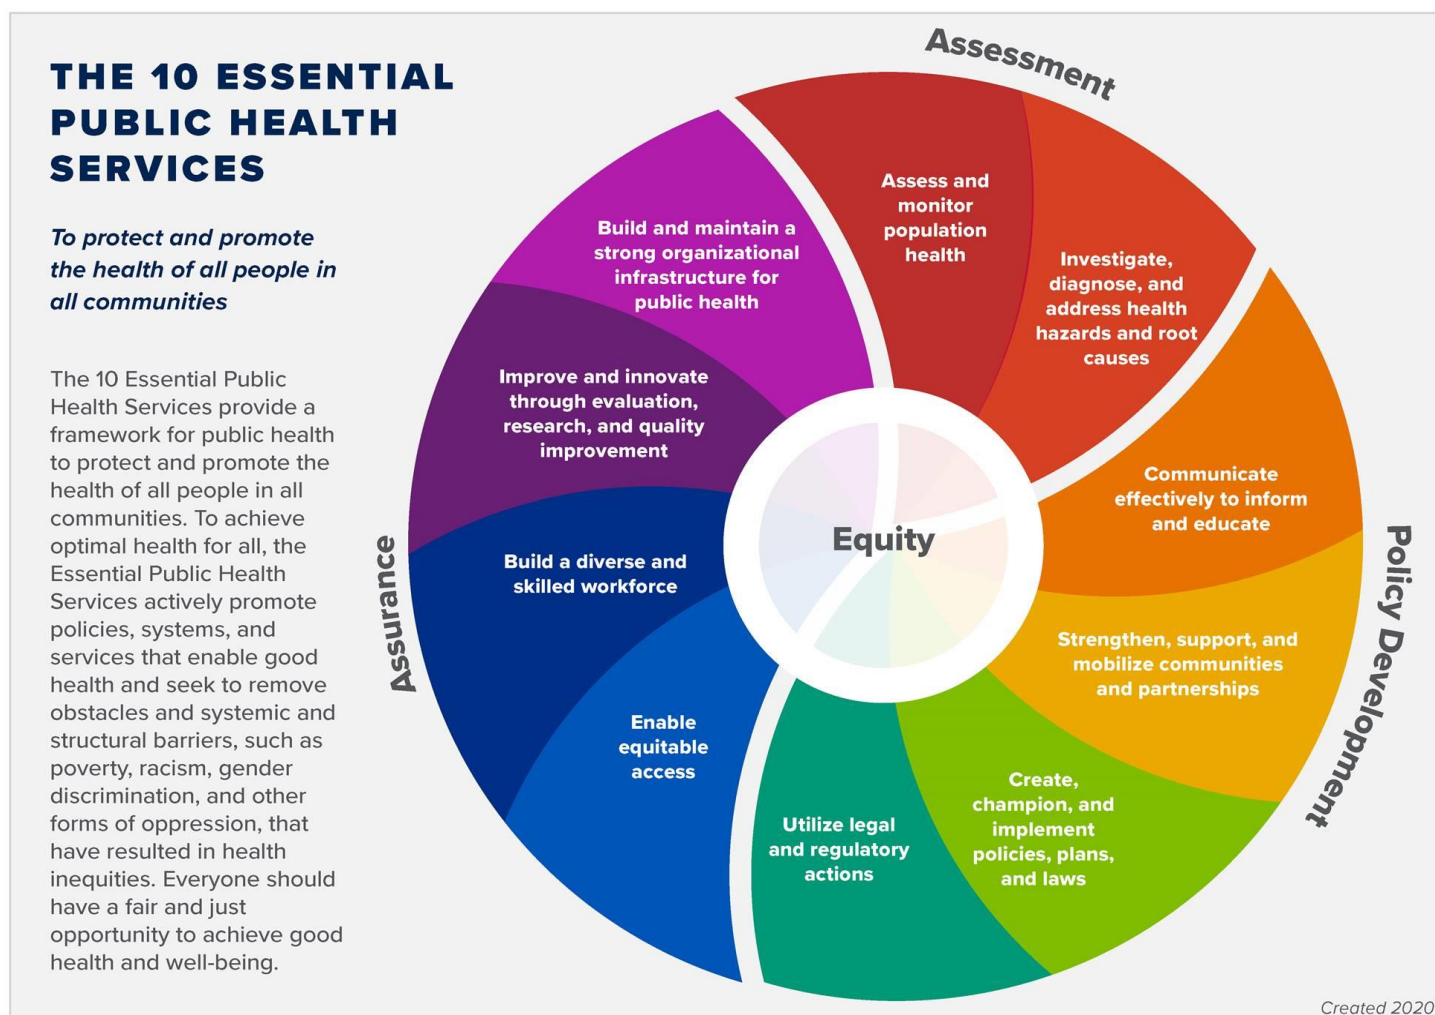 THE 10 ESSENTIAL
PUBLIC HEALTH
SERVICES
To protect and promote
the health of all people in
all communities
The 10 Essential Public
Health Services provide a
framework for public health
to protect and promote the
health of all people in all
communities. To achieve
optimal health for all, the
Essential Public Health
Services actively promote
policies, systems, and
services that enable good
health and seek to remove
obstacles and systemic and
structural barriers, such as
poverty, racism, gender
discrimination, and other
forms of oppression, that
have resulted in health
inequities. Everyone should
have a fair and just
opportunity to achieve good
health and well-being.
Assessment
Assess and
monitor
population
health
Investigate,
diagnose, and
address health
hazards and root
causes
Policy Development
Communicate
effectively to inform
and educate
Strengthen, support, and
mobilize communities
and partnerships
Create,
champion, and
implement
policies, plans,
and laws
Utilize legal
and regulatory
actions
Assurance
Enable
equitable
access
Build a diverse and
skilled workforce
Improve and innovate
through evaluation,
research, and quality
improvement
Build and maintain a
strong organizational
infrastructure for
public health
Equity
Created 2020